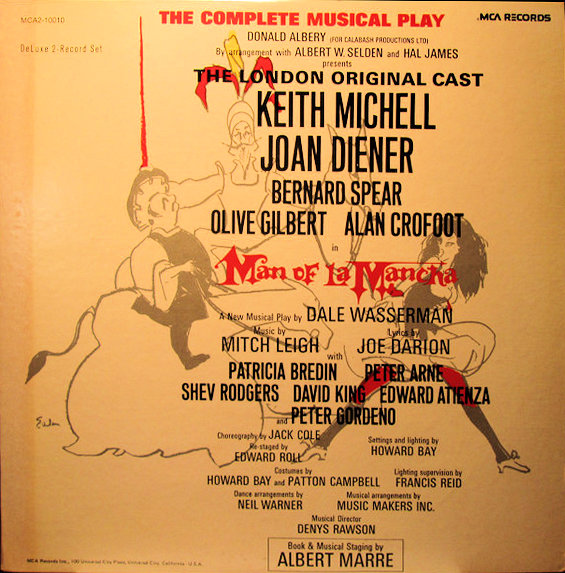 MCA2-10010
THE COMPLETE MUSICAL PLAY
MCA RECORDS
DeLuxe 2-Record Set
DONALD ALBERY (FOR CALABASH PRODUCTIONS LTD)
By arrangement with ALBERT W. SELDEN and HAL JAMES
presents
THE LONDON ORIGINAL CAST
KEITH MICHELL
JOAN DIENER
BERNARD SPEAR
OLIVE GILBERT ALAN CROFOOT
in
MAN OF LA MANCHA
A New Musical Play by DALE WASSERMAN
Music by
MITCH LEIGH
Lyrics by
JOE DARION
with
PATRICIA BREDIN PETER ARNE
SHEV RODGERS DAVID KING EDWARD ATIENZA
and PETER GORDENO
Choreography by JACK COLE
Re-staged by
EDWARD ROLL
Settings and lighting by
HOWARD BAY
Costumes by
HOWARD BAY and PATTON CAMPBELL
Lighting supervision by
FRANCIS REID
Dance arrangements by
NEIL WARNER
Musical arrangements by
MUSIC MAKERS INC.
Musical Director
DENYS RAWSON
Book & Musical Staging by
ALBERT MARRE
MCA Records Inc., 100 Universal City Plaza, Universal City, California - U.S.A.